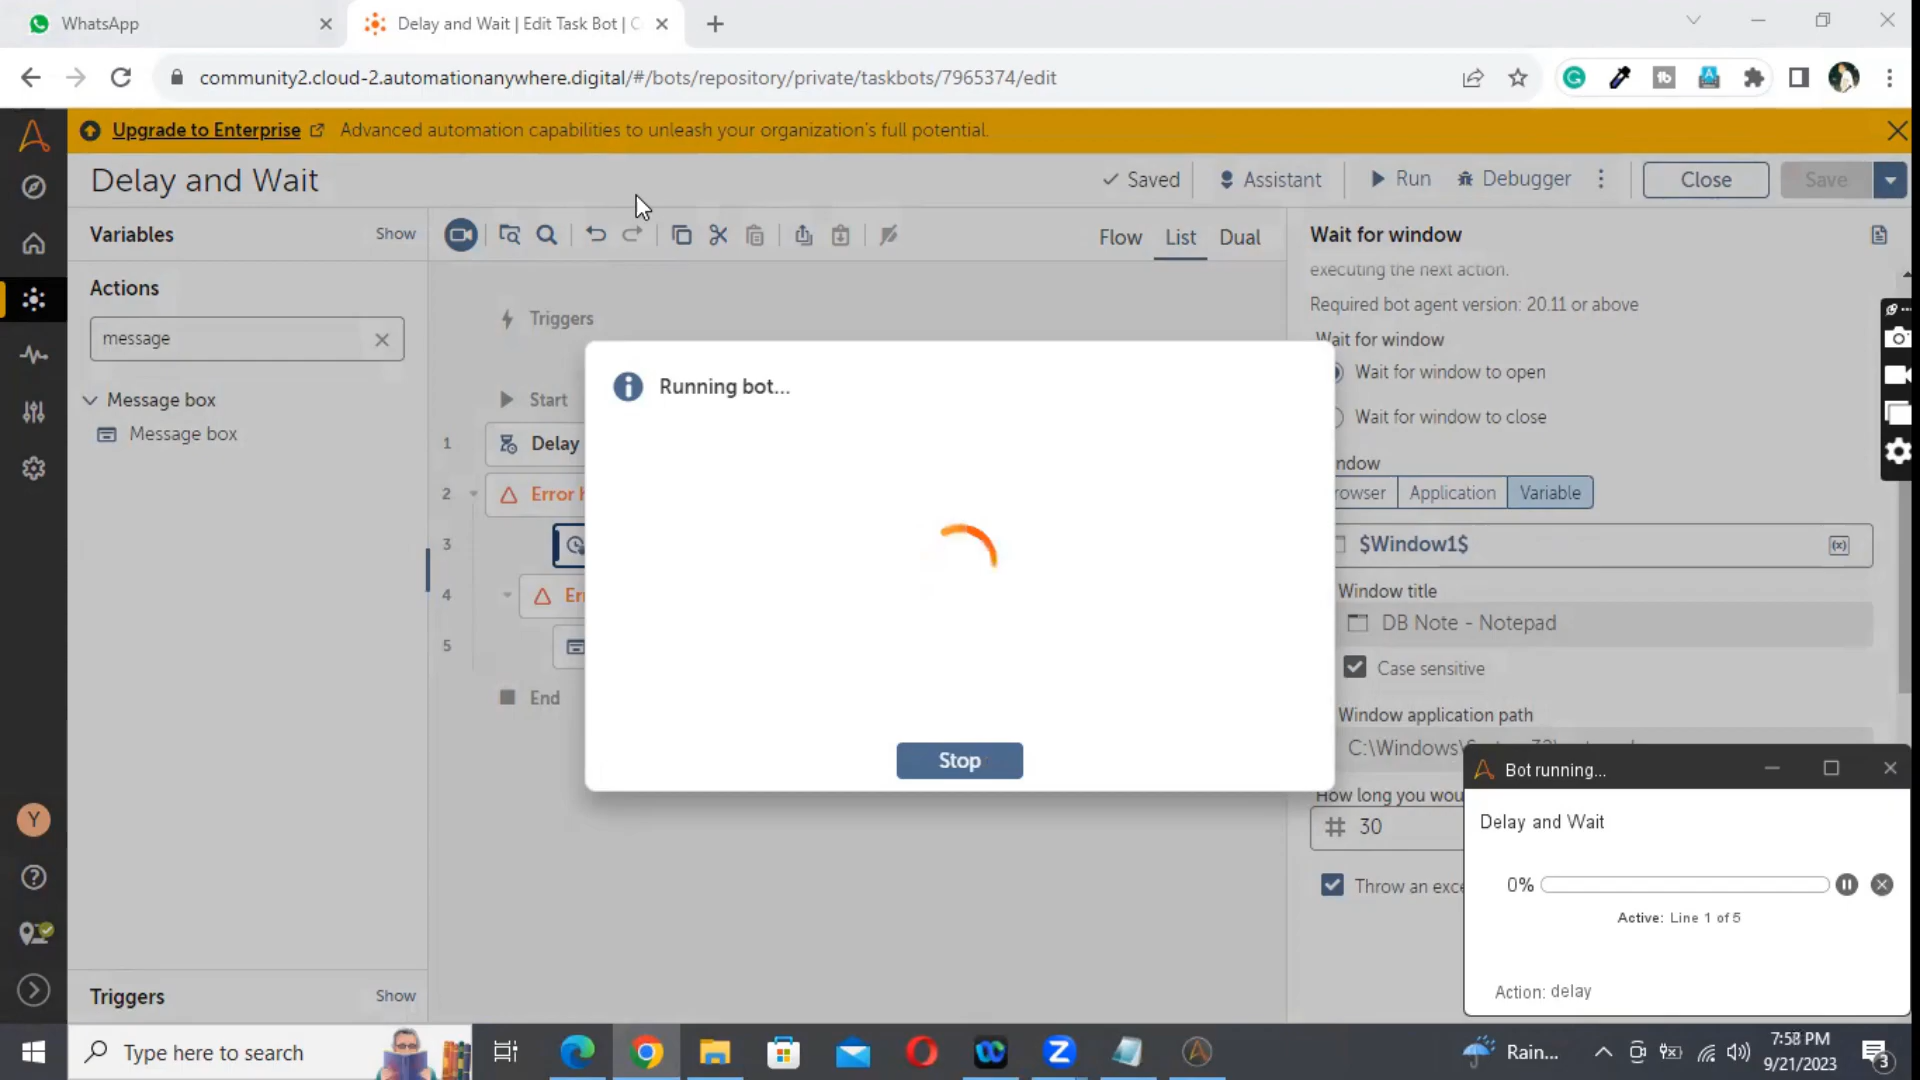 WhatsApp
Delay and Wait | Edit Task Bot | C
community2.cloud-2.automationanywhere.digital/#/bots/repository/private/taskbots/7965374/edit
Upgrade to Enterprise Advanced automation capabilities to unleash your organization's full potential.
Delay and Wait
Saved
Assistant
Run
Debugger
Close
Save
Variables
Show
Flow
List
Dual
Wait for window
Actions
message
Message box
Message box
Triggers
Start
1
Delay
2
Error
3
4
Er
5
End
executing the next action.
Required bot agent version: 20.11 or above
Wait for window
Wait for window to open
Wait for window to close
ndow
rowser
Application
Variable
$Window1$
(x)
Window title
DB Note - Notepad
Case sensitive
Window application path
C:\Windows\
How long you wou
30
Throw an exce
Running bot...
Stop
Bot running...
Delay and Wait
0%
Active: Line 1 of 5
Action: delay
Y
Triggers
Show
Type here to search
Rain...
7:58 PM
9/21/2023
3